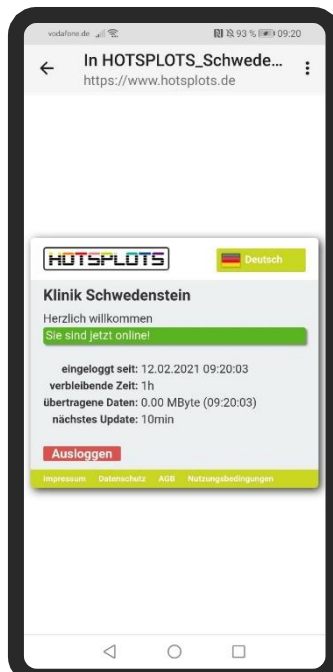 vodafone.de 93 % 09:20
In HOTSPLOTS_Schwede...
https://www.hotsplots.de
HOTSPLOTS
Deutsch
Klinik Schwedenstein
Herzlich willkommen
Sie sind jetzt online!
eingeloggt seit: 12.02.2021 09:20:03
verbleibende Zeit: 1h
übertragene Daten: 0.00 MByte (09:20:03)
nächstes Update: 10min
Ausloggen
Impressum Datenschutz AGB Nutzungsbedingungen